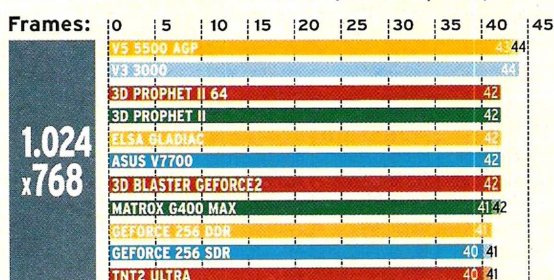 Frames: 0 5 10 15 20 25 30 35 40 45
V5 5500 AGP 43 44
V3 3000 44
3D PROPHET II 64 42
3D PROPHET II 42
ELSA GLADIAC 42
1.024
x768
ASUS V7700 42
3D BLASTER GEFORCE2 42
MATROX G400 MAX 41 42
GEFORCE 256 DDR 41
GEFORCE 256 SDR 40 41
TNT2 ULTRA 40 41